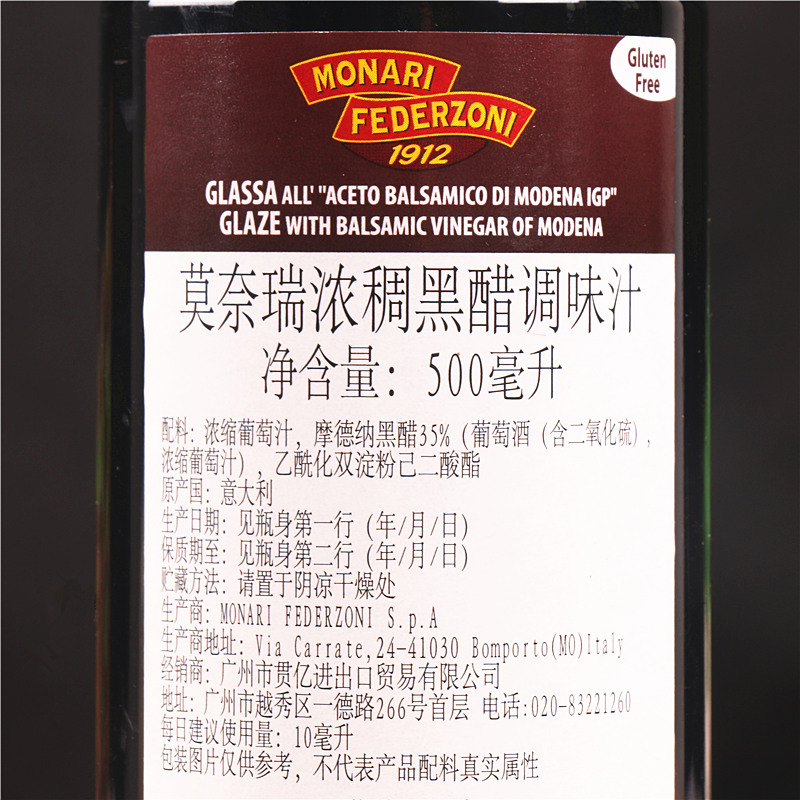 MONARI
FEDERZONI
1912
Gluten
Free
GLASSA ALL' "ACETO BALSAMICO DI MODENA IGP"
GLAZE WITH BALSAMIC VINEGAR OF MODENA
莫奈瑞浓稠黑醋调味汁
净含量：500毫升
配料：浓缩葡萄汁，摩德纳黑醋35%（葡萄酒（含二氧化硫），
浓缩葡萄汁），乙酰化双淀粉己二酸酯
原产国：意大利
生产日期：见瓶身第一行（年/月/日）
保质期至：见瓶身第二行（年/月/日）
贮藏方法：请置于阴凉干燥处
生产商：MONARI FEDERZONI S.p.A
生产商地址：Via Carrate,24-41030 Bomporto(MO)Italy
经销商：广州市贯亿进出口贸易有限公司
地址：广州市越秀区一德路266号首层 电话:020-83221260
每日建议使用量：10毫升
包装图片仅供参考，不代表产品配料真实属性